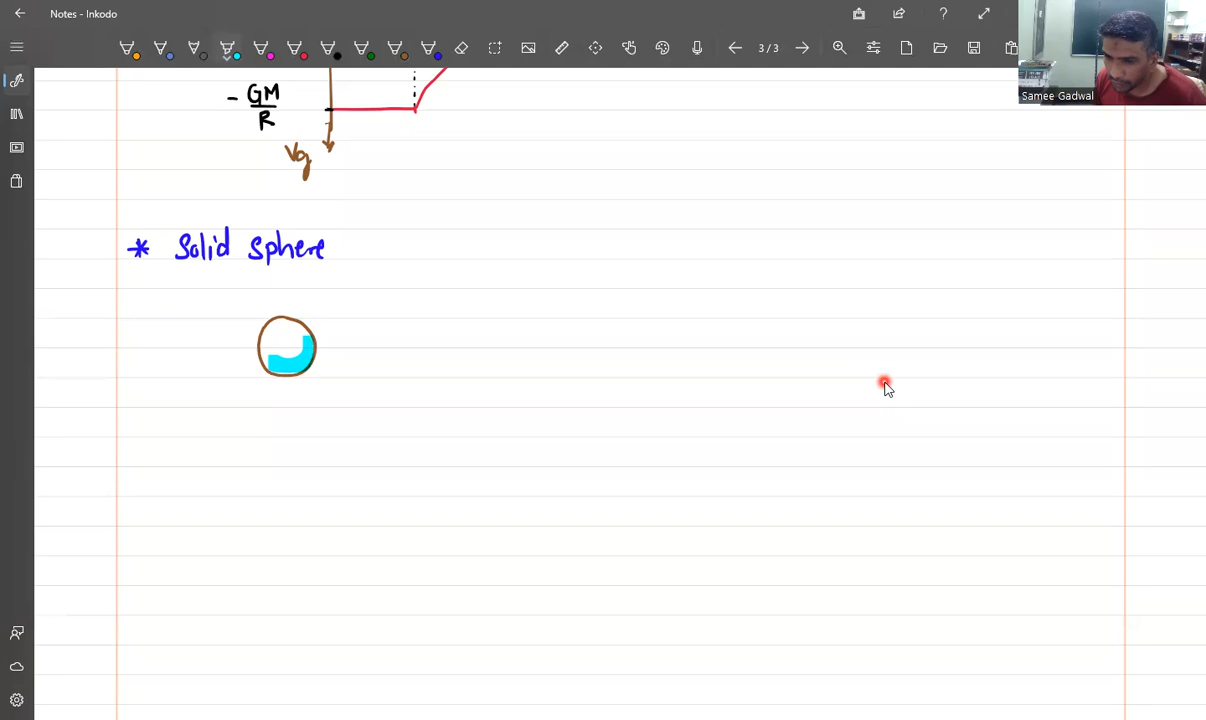 Notes - Inkodo
3 / 3
Samee Gadwal
- GM
R
Vg
* Solid sphere